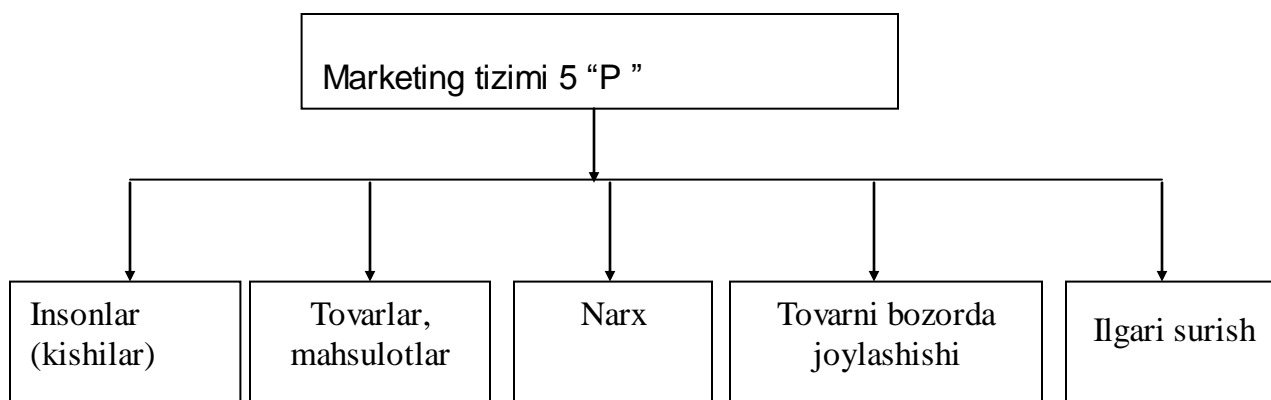 Marketing tizimi 5 “P ”
Insonlar
(kishilar)
Tovarlar,
mahsulotlar
Narx
Tovarni bozorda
joylashishi
Ilgari surish